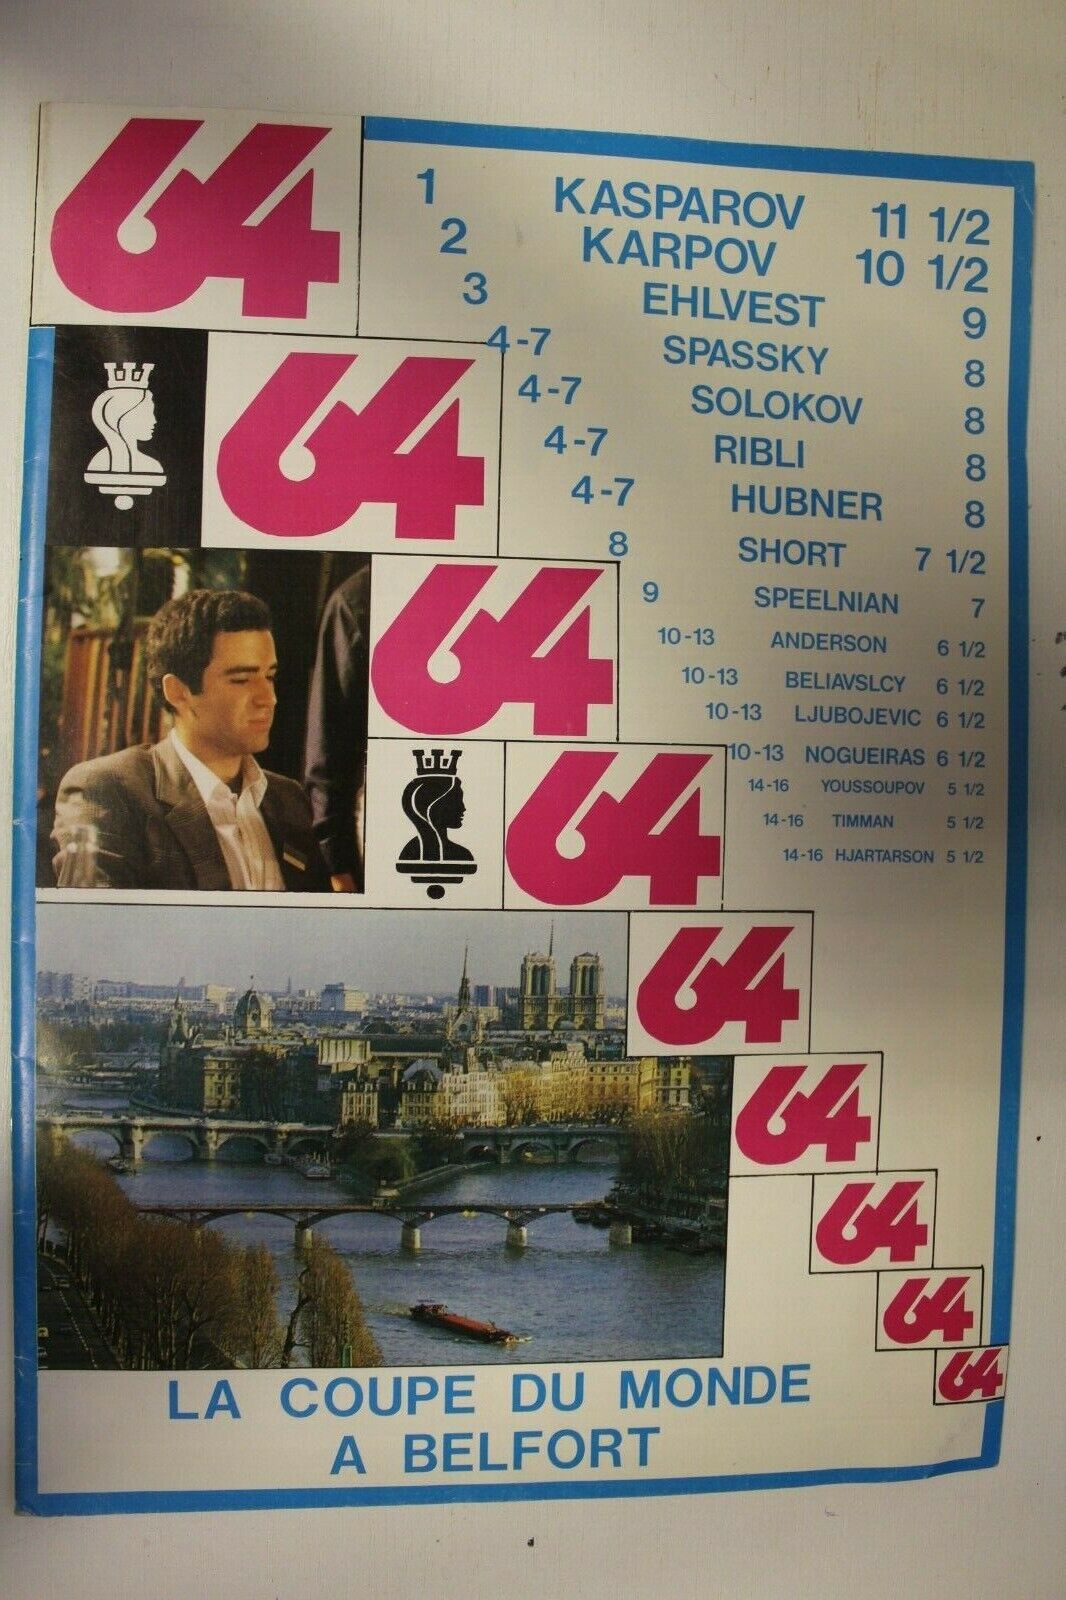 64
1 KASPAROV 11 1/2
2 KARPOV 10 1/2
3 EHLVEST 9
4-7 SPASSKY 8
64
4-7 SOLOKOV 8
4-7 RIBLI 8
4-7 HUBNER 8
8 SHORT 7 1/2
9 SPEELNIAN 7
64
10-13 ANDERSON 6 1/2
10-13 BELIAVSLCY 6 1/2
10-13 LJUBOJEVIC 6 1/2
10-13 NOGUEIRAS 6 1/2
14-16 YOUSSOUPOV 5 1/2
64
14-16 TIMMAN 5 1/2
14-16 HJARTARSON 5 1/2
64
64
64
64
64
LA COUPE DU MONDE
A BELFORT